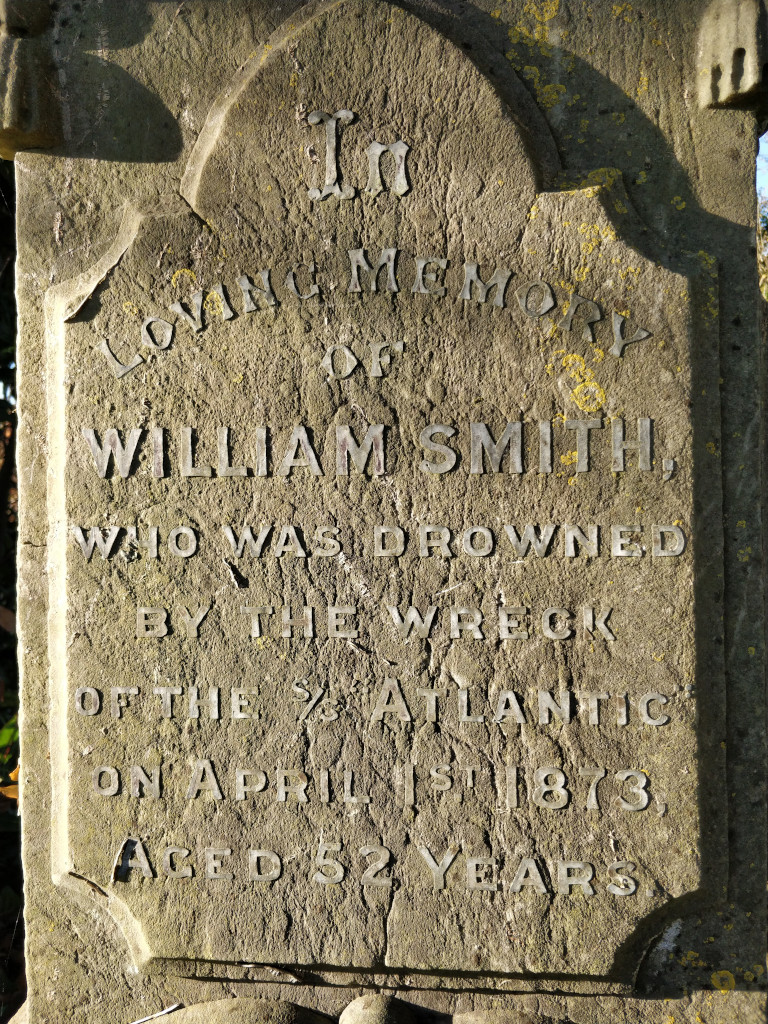 In
LOVING MEMORY
OF
WILLIAM SMITH,
WHO WAS DROWNED
BY THE WRECK
OF THE S/S "ATLANTIC"
ON APRIL 1ST 1873,
AGED 52 YEARS.